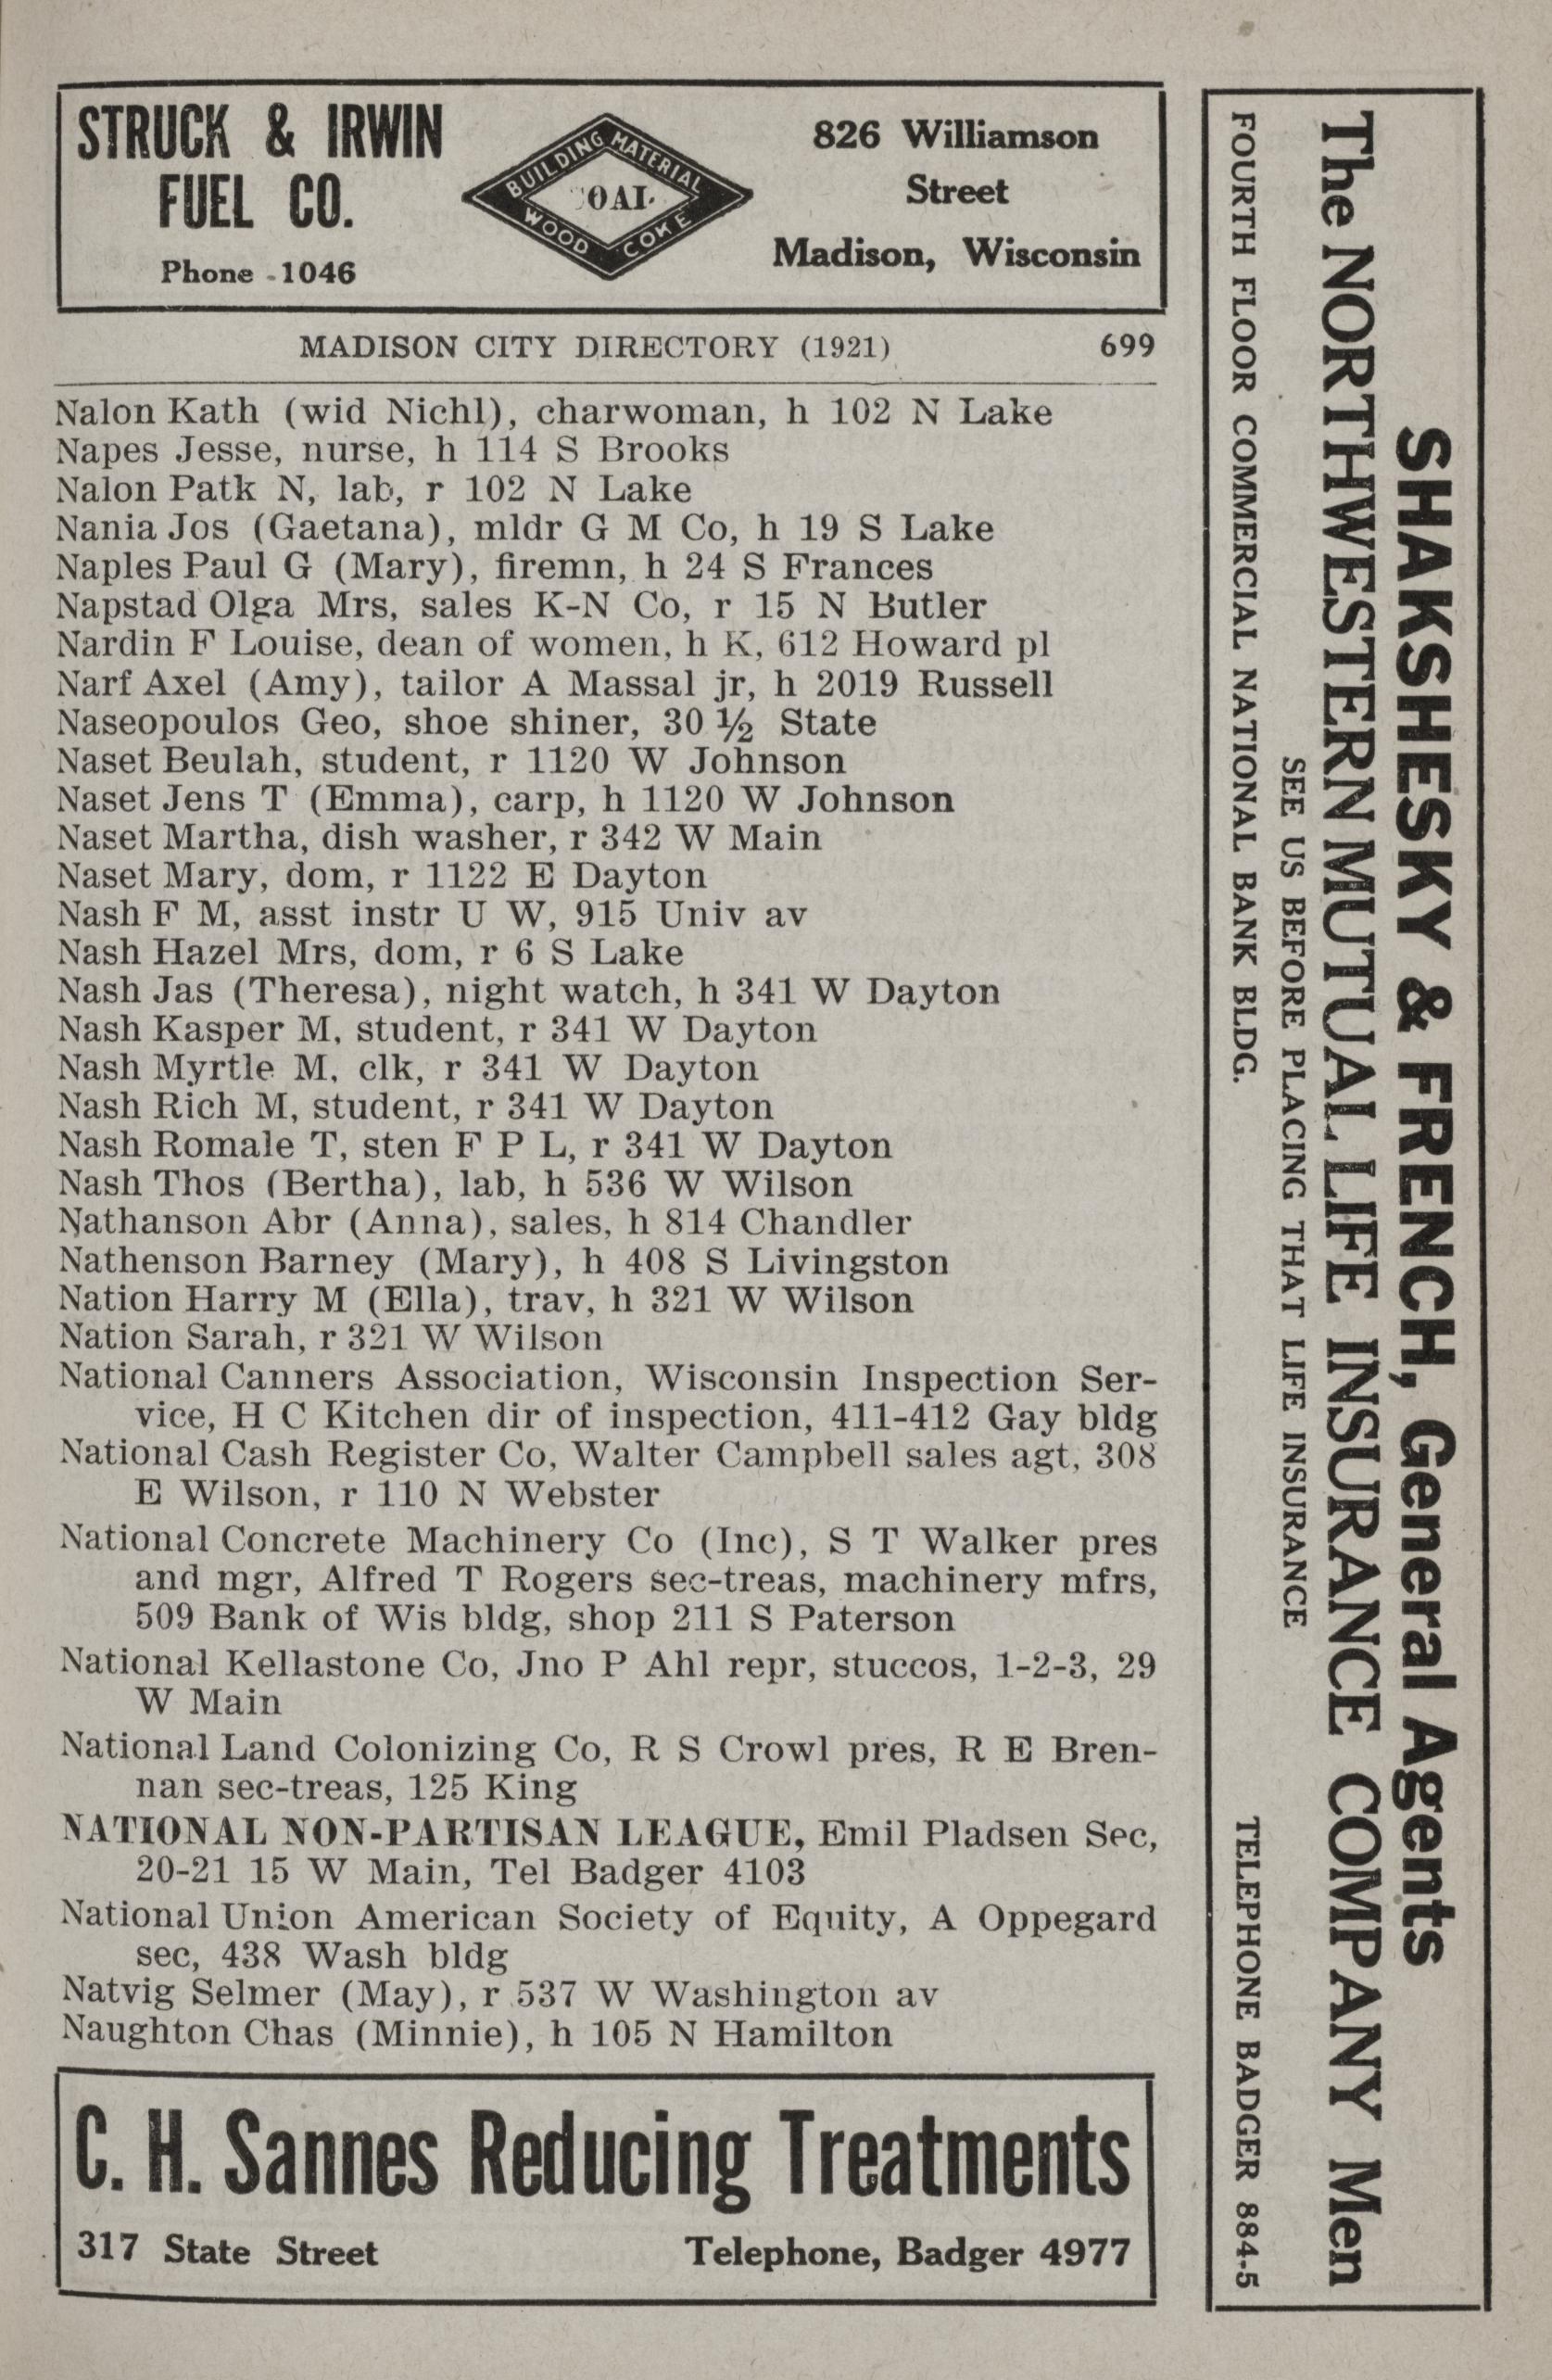 STRUCK & IRWIN
FUEL CO.
Phone - 1046
BUILDING MATERIAL
WOOD COKE
826 Williamson
Street
Madison, Wisconsin
MADISON CITY DIRECTORY (1921)
699
Nalon Kath (wid Nichl), charwoman, h 102 N Lake
Napes Jesse, nurse, h 114 S Brooks
Nalon Patk N, lab, r 102 N Lake
Nania Jos (Gaetana), mldr G M Co, h 19 S Lake
Naples Paul G (Mary), firemn, h 24 S Frances
Napstad Olga Mrs, sales K-N Co, r 15 N Butler
Nardin F Louise, dean of women, h K, 612 Howard pl
Narf Axel (Amy), tailor A Massal jr, h 2019 Russell
Naseopoulos Geo, shoe shiner, 30 ½ State
Naset Beulah, student, r 1120 W Johnson
Naset Jens T (Emma), carp, h 1120 W Johnson
Naset Martha, dish washer, r 342 W Main
Naset Mary, dom, r 1122 E Dayton
Nash F M, asst instr U W, 915 Univ av
Nash Hazel Mrs, dom, r 6 S Lake
Nash Jas (Theresa), night watch, h 341 W Dayton
Nash Kasper M, student, r 341 W Dayton
Nash Myrtle M, clk, r 341 W Dayton
Nash Rich M, student, r 341 W Dayton
Nash Romale T, sten F P L, r 341 W Dayton
Nash Thos (Bertha), lab, h 536 W Wilson
Nathanson Abr (Anna), sales, h 814 Chandler
Nathenson Barney (Mary), h 408 S Livingston
Nation Harry M (Ella), trav, h 321 W Wilson
Nation Sarah, r 321 W Wilson
National Canners Association, Wisconsin Inspection Ser-
vice, H C Kitchen dir of inspection, 411-412 Gay bldg
National Cash Register Co, Walter Campbell sales agt, 308
E Wilson, r 110 N Webster
National Concrete Machinery Co (Inc), S T Walker pres
and mgr, Alfred T Rogers sec-treas, machinery mfrs,
509 Bank of Wis bldg, shop 211 S Paterson
National Kellastone Co, Jno P Ahl repr, stuccos, 1-2-3, 29
W Main
National Land Colonizing Co, R S Crowl pres, R E Bren-
nan sec-treas, 125 King
NATIONAL NON-PARTISAN LEAGUE, Emil Pladsen Sec,
20-21 15 W Main, Tel Badger 4103
National Union American Society of Equity, A Oppegard
sec, 438 Wash bldg
Natvig Selmer (May), r 537 W Washington av
Naughton Chas (Minnie), h 105 N Hamilton
C. H. Sannes Reducing Treatments
317 State Street
Telephone, Badger 4977
SHAKSHESKY & FRENCH, General Agents
The NORTHWESTERN MUTUAL LIFE INSURANCE COMPANY Men
SEE US BEFORE PLACING THAT LIFE INSURANCE
FOURTH FLOOR COMMERCIAL NATIONAL BANK BLDG.
TELEPHONE BADGER 884-5